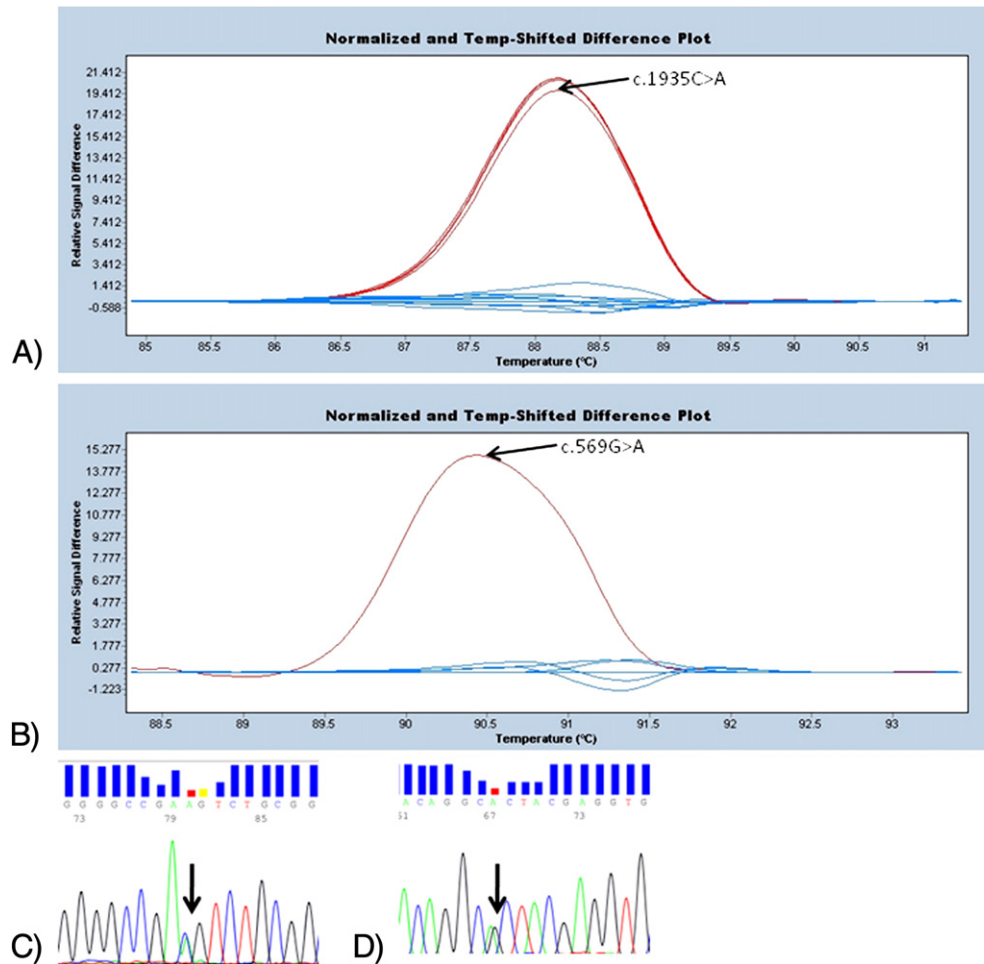 Normalized and Temp-Shifted Difference Plot
Relative Signal Difference
21.412
19.412
17.412
15.412
13.412
11.412
9.412
7.412
5.412
3.412
1.412
-0.588
c.1935C>A
85 85.5 86 86.5 87 87.5 88 88.5 89 89.5 90 90.5 91
Temperature (°C)
A)
Normalized and Temp-Shifted Difference Plot
Relative Signal Difference
15.277
13.777
12.277
10.777
9.277
7.777
6.277
4.777
3.277
1.777
0.277
-1.223
c.569G>A
88.5 89 89.5 90 90.5 91 91.5 92 92.5 93
Temperature (°C)
B)
G G G G C C G A A G T C T G C G G
73 79 85
C)
A C A G G C A C T A C G A G G T G
61 67 73
D)